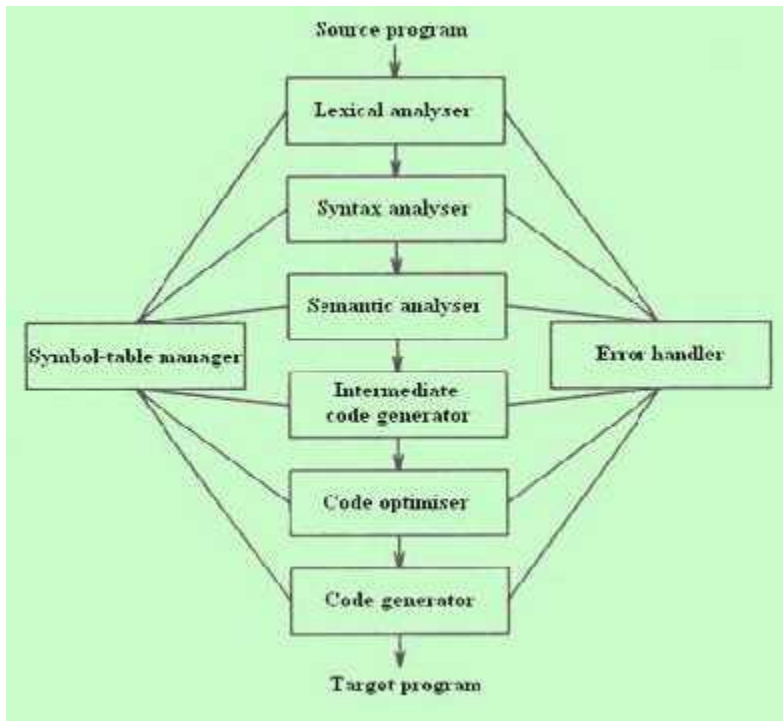 Source program
Lexical analyser
Syntax analyser
Semantic analyser
Symbol-table manager
Error handler
Intermediate
code generator
Code optimiser
Code generator
Target program